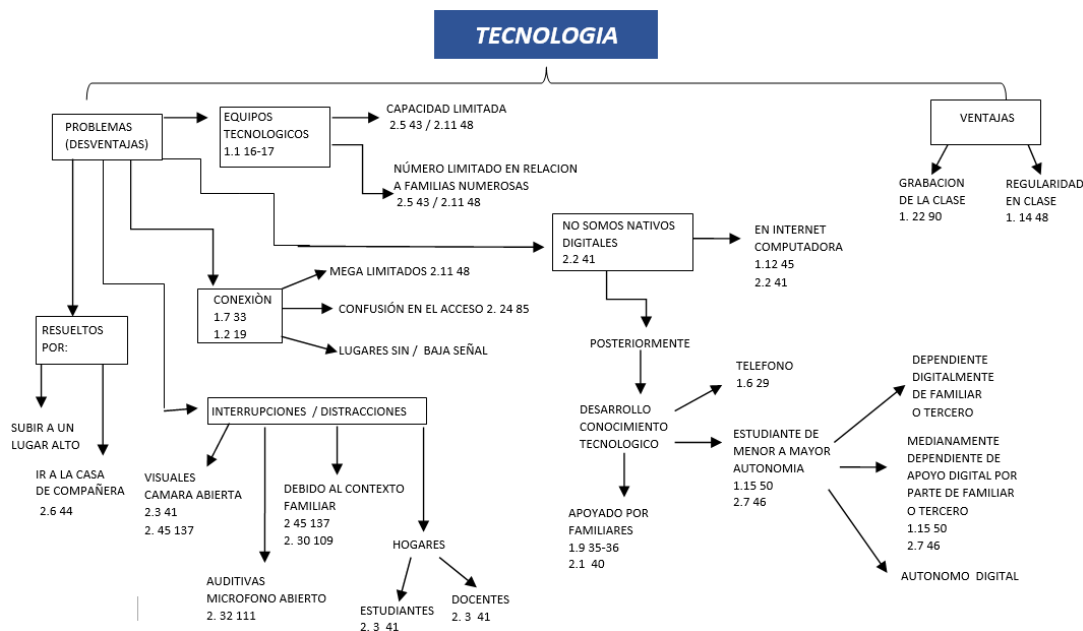 TECNOLOGIA
PROBLEMAS
(DESVENTAJAS)
EQUIPOS
TECNOLOGICOS
1.1 16-17
CAPACIDAD LIMITADA
2.5 43 / 2.11 48
NÚMERO LIMITADO EN RELACION
A FAMILIAS NUMEROSAS
2.5 43 / 2.11 48
VENTAJAS
GRABACION
DE LA CLASE
1. 22 90
REGULARIDAD
EN CLASE
1. 14 48
NO SOMOS NATIVOS
DIGITALES
2.2 41
EN INTERNET
COMPUTADORA
1.12 45
2.2 41
CONEXIÒN
1.7 33
1.2 19
MEGA LIMITADOS 2.11 48
CONFUSIÓN EN EL ACCESO 2. 24 85
LUGARES SIN / BAJA SEÑAL
RESUELTOS
POR:
SUBIR A UN
LUGAR ALTO
IR A LA CASA
DE COMPAÑERA
2.6 44
INTERRUPCIONES / DISTRACCIONES
VISUALES
CAMARA ABIERTA
2.3 41
2. 45 137
AUDITIVAS
MICROFONO ABIERTO
2. 32 111
DEBIDO AL CONTEXTO
FAMILIAR
2 45 137
2. 30 109
HOGARES
ESTUDIANTES
2. 3 41
DOCENTES
2. 3 41
POSTERIORMENTE
DESARROLLO
CONOCIMIENTO
TECNOLOGICO
APOYADO POR
FAMILIARES
1.9 35-36
2.1 40
TELEFONO
1.6 29
ESTUDIANTE DE
MENOR A MAYOR
AUTONOMIA
1.15 50
2.7 46
DEPENDIENTE
DIGITALMENTE
DE FAMILIAR
O TERCERO
MEDIANAMENTE
DEPENDIENTE DE
APOYO DIGITAL POR
PARTE DE FAMILIAR
O TERCERO
1.15 50
2.7 46
AUTONOMO DIGITAL